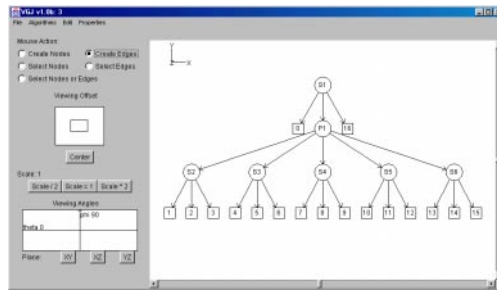 VGJ v1.0b: 3
File Algorithms Edit Properties
Mouse Action:
Create Nodes Create Edges
Select Nodes Select Edges
Select Nodes or Edges
Viewing Offset
Center
Scale: 1
Scale / 2 Scale = 1 Scale * 2
Viewing Angles
phi 90
theta 0
Plane: XY XZ YZ
Y
Z X
S1
0 P1 16
S2 S3 S4 S5 S6
1 2 3 4 5 6 7 8 9 10 11 12 13 14 15